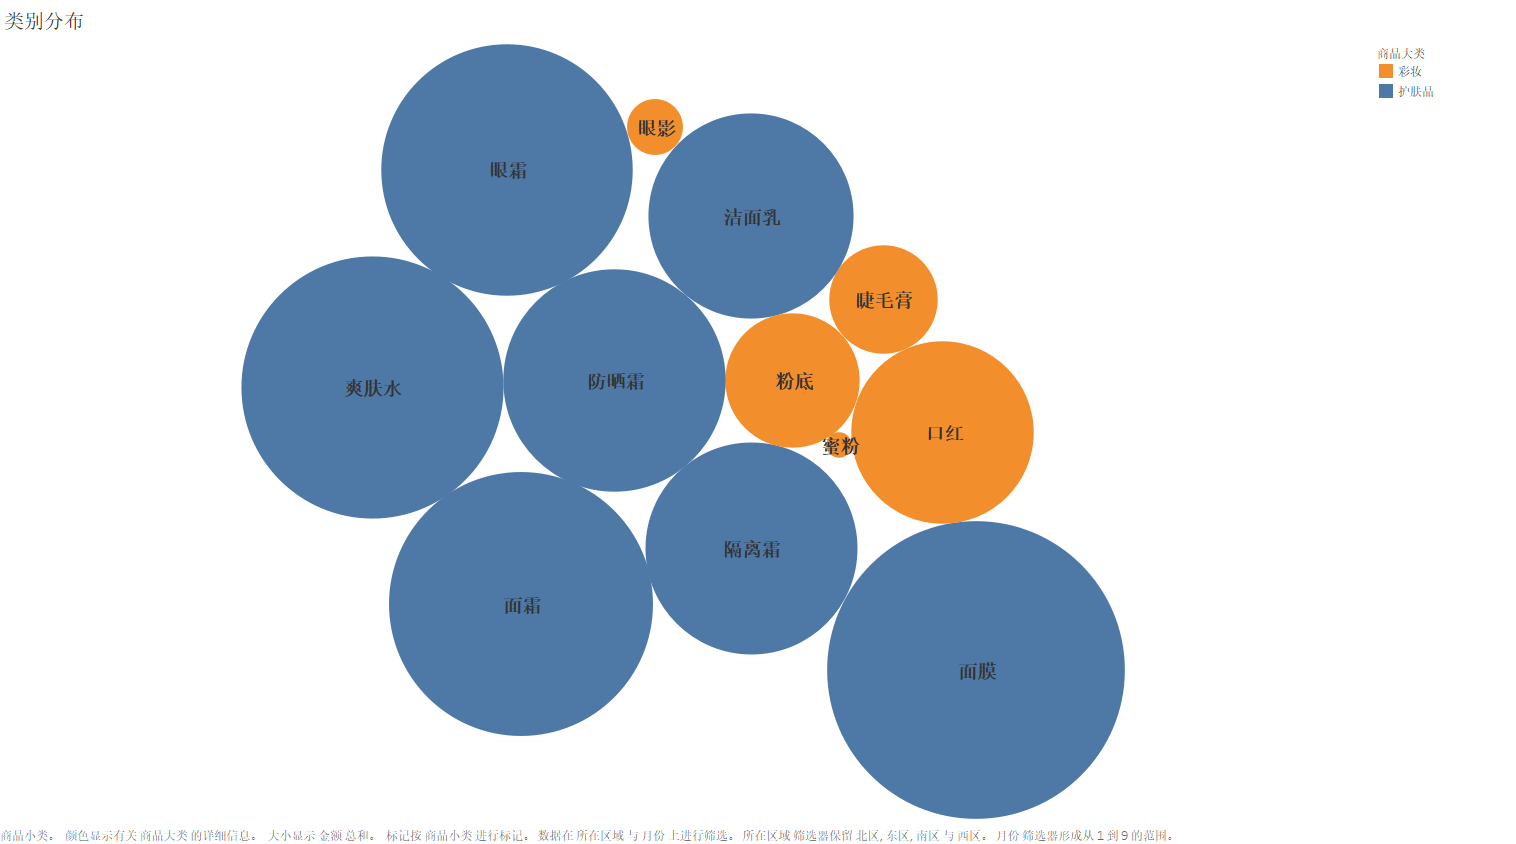 类别分布
商品大类
彩妆
护肤品
眼影
眼霜
洁面乳
睫毛膏
粉底
防晒霜
爽肤水
口红
蜜粉
隔离霜
面霜
面膜
商品小类。 颜色显示有关 商品大类 的详细信息。 大小显示 金额 总和。 标记按 商品小类 进行标记。 数据在 所在区域 与 月份 上进行筛选。 所在区域 筛选器保留 北区, 东区, 南区 与 西区。 月份 筛选器形成从 1 到 9 的范围。